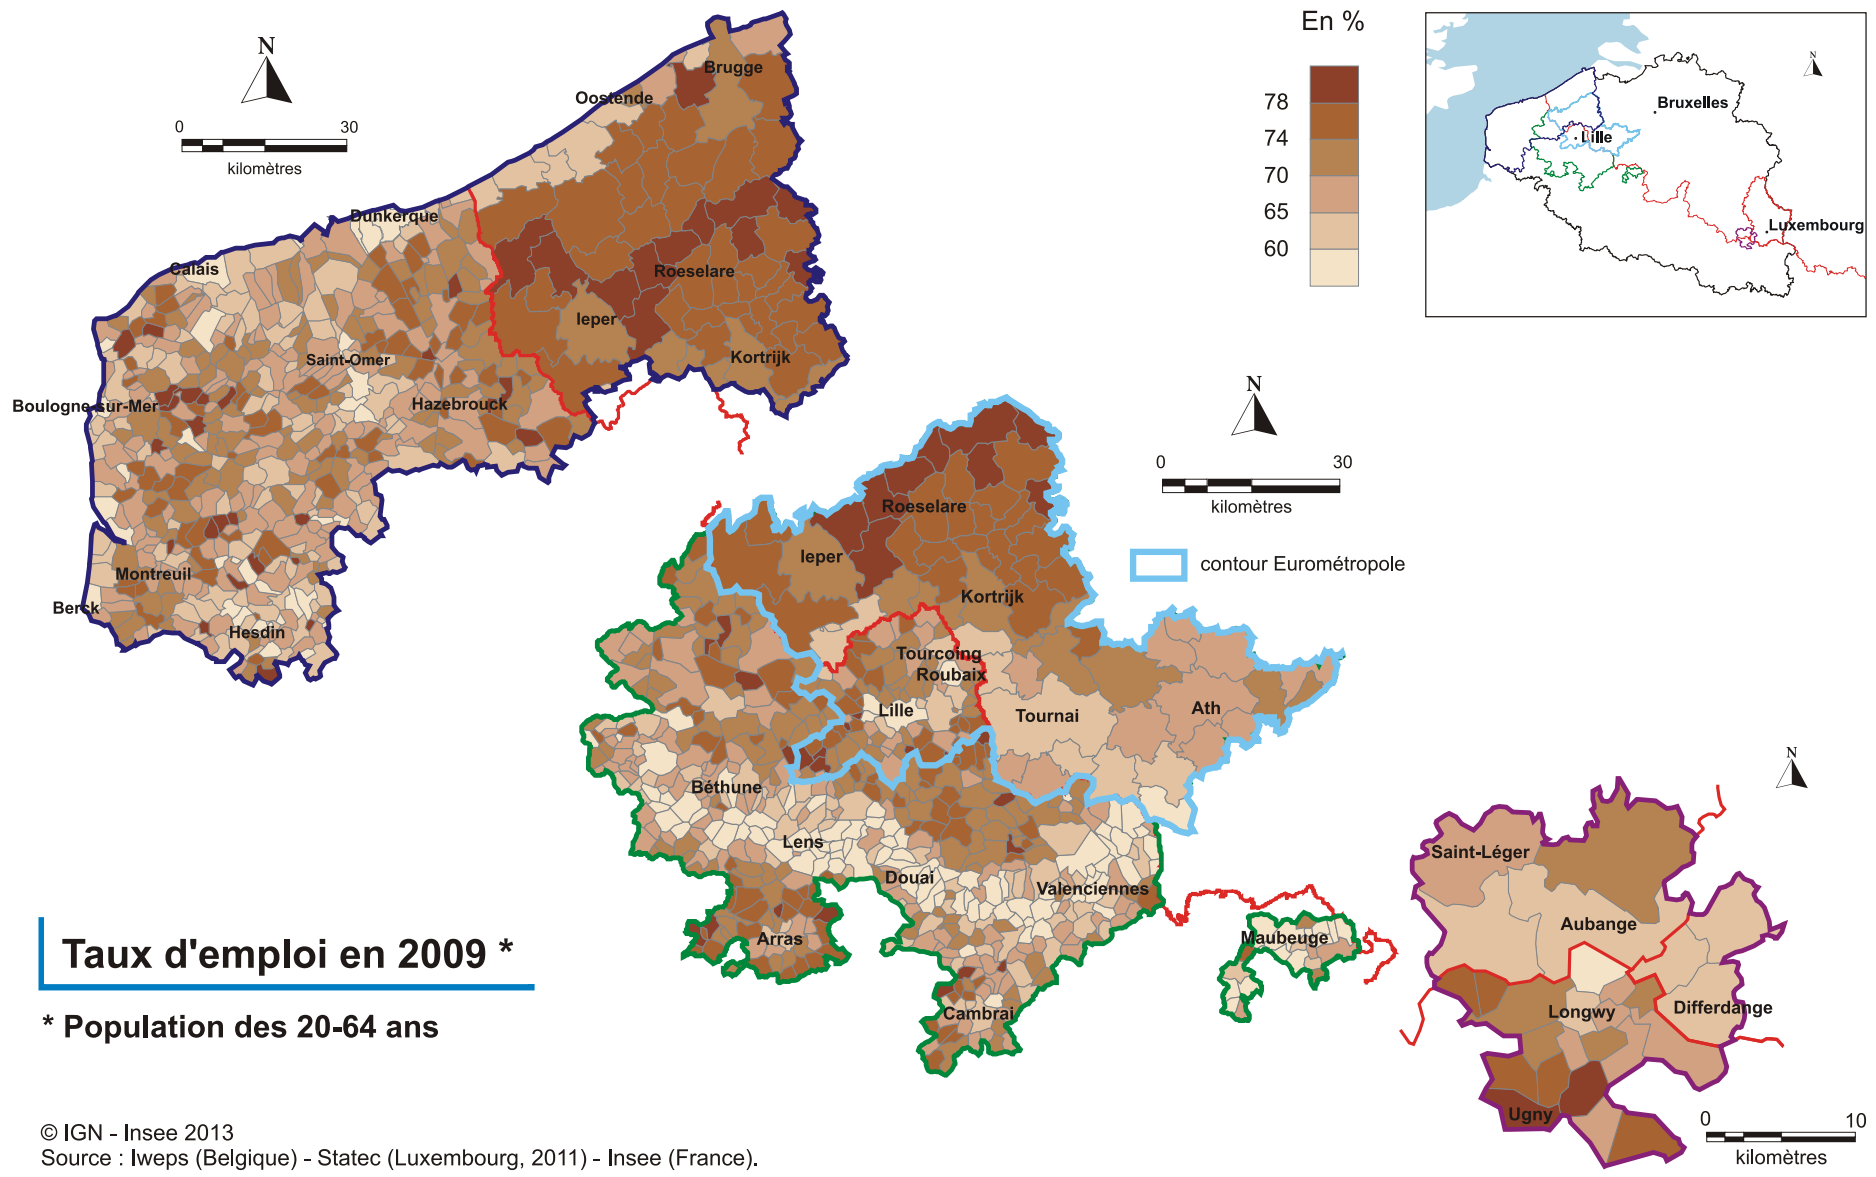 En %
78
74
70
65
60
N
0 30
kilomètres
Brugge
Oostende
Dunkerque
Calais
Roeselare
Ieper
Saint-Omer
Kortrijk
Boulogne-sur-Mer
Hazebrouck
Montreuil
Berck
Hesdin
N
Bruxelles
Lille
Luxembourg
N
0 30
kilomètres
contour Eurométropole
Roeselare
Ieper
Kortrijk
Tourcoing
Roubaix
Lille
Tournai
Ath
Béthune
Lens
Douai
Valenciennes
Arras
Maubeuge
Cambrai
N
Saint-Léger
Aubange
Longwy
Differdange
Ugny
0 10
kilomètres
Taux d'emploi en 2009 *
* Population des 20-64 ans
© IGN - Insee 2013
Source : Iweps (Belgique) - Statec (Luxembourg, 2011) - Insee (France).